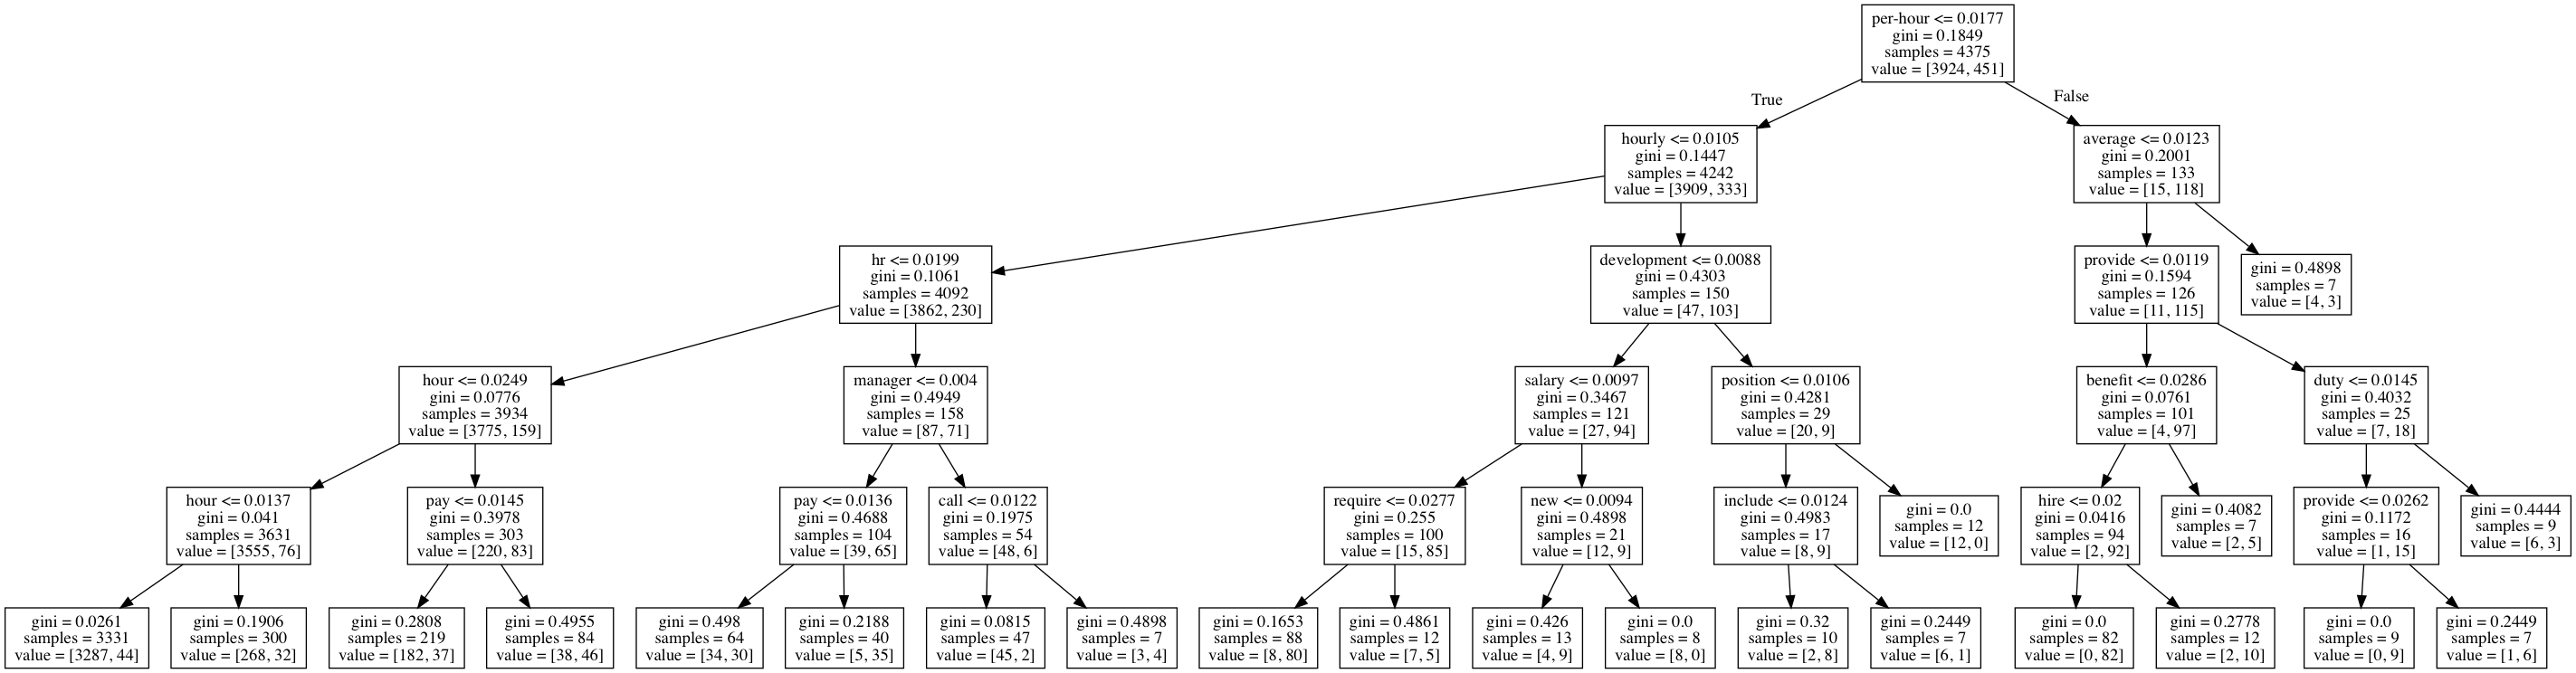 per-hour <= 0.0177
gini = 0.1849
samples = 4375
value = [3924, 451]
True
False
hourly <= 0.0105
gini = 0.1447
samples = 4242
value = [3909, 333]
average <= 0.0123
gini = 0.2001
samples = 133
value = [15, 118]
hr <= 0.0199
gini = 0.1061
samples = 4092
value = [3862, 230]
development <= 0.0088
gini = 0.4303
samples = 150
value = [47, 103]
provide <= 0.0119
gini = 0.1594
samples = 126
value = [11, 115]
gini = 0.4898
samples = 7
value = [4, 3]
hour <= 0.0249
gini = 0.0776
samples = 3934
value = [3775, 159]
manager <= 0.004
gini = 0.4949
samples = 158
value = [87, 71]
salary <= 0.0097
gini = 0.3467
samples = 121
value = [27, 94]
position <= 0.0106
gini = 0.4281
samples = 29
value = [20, 9]
benefit <= 0.0286
gini = 0.0761
samples = 101
value = [4, 97]
duty <= 0.0145
gini = 0.4032
samples = 25
value = [7, 18]
hour <= 0.0137
gini = 0.041
samples = 3631
value = [3555, 76]
pay <= 0.0145
gini = 0.3978
samples = 303
value = [220, 83]
pay <= 0.0136
gini = 0.4688
samples = 104
value = [39, 65]
call <= 0.0122
gini = 0.1975
samples = 54
value = [48, 6]
require <= 0.0277
gini = 0.255
samples = 100
value = [15, 85]
new <= 0.0094
gini = 0.4898
samples = 21
value = [12, 9]
include <= 0.0124
gini = 0.4983
samples = 17
value = [8, 9]
gini = 0.0
samples = 12
value = [12, 0]
hire <= 0.02
gini = 0.0416
samples = 94
value = [2, 92]
gini = 0.4082
samples = 7
value = [2, 5]
provide <= 0.0262
gini = 0.1172
samples = 16
value = [1, 15]
gini = 0.4444
samples = 9
value = [6, 3]
gini = 0.0261
samples = 3331
value = [3287, 44]
gini = 0.1906
samples = 300
value = [268, 32]
gini = 0.2808
samples = 219
value = [182, 37]
gini = 0.4955
samples = 84
value = [38, 46]
gini = 0.498
samples = 64
value = [34, 30]
gini = 0.2188
samples = 40
value = [5, 35]
gini = 0.0815
samples = 47
value = [45, 2]
gini = 0.4898
samples = 7
value = [3, 4]
gini = 0.1653
samples = 88
value = [8, 80]
gini = 0.4861
samples = 12
value = [7, 5]
gini = 0.426
samples = 13
value = [4, 9]
gini = 0.0
samples = 8
value = [8, 0]
gini = 0.32
samples = 10
value = [2, 8]
gini = 0.2449
samples = 7
value = [6, 1]
gini = 0.0
samples = 82
value = [0, 82]
gini = 0.2778
samples = 12
value = [2, 10]
gini = 0.0
samples = 9
value = [0, 9]
gini = 0.2449
samples = 7
value = [1, 6]